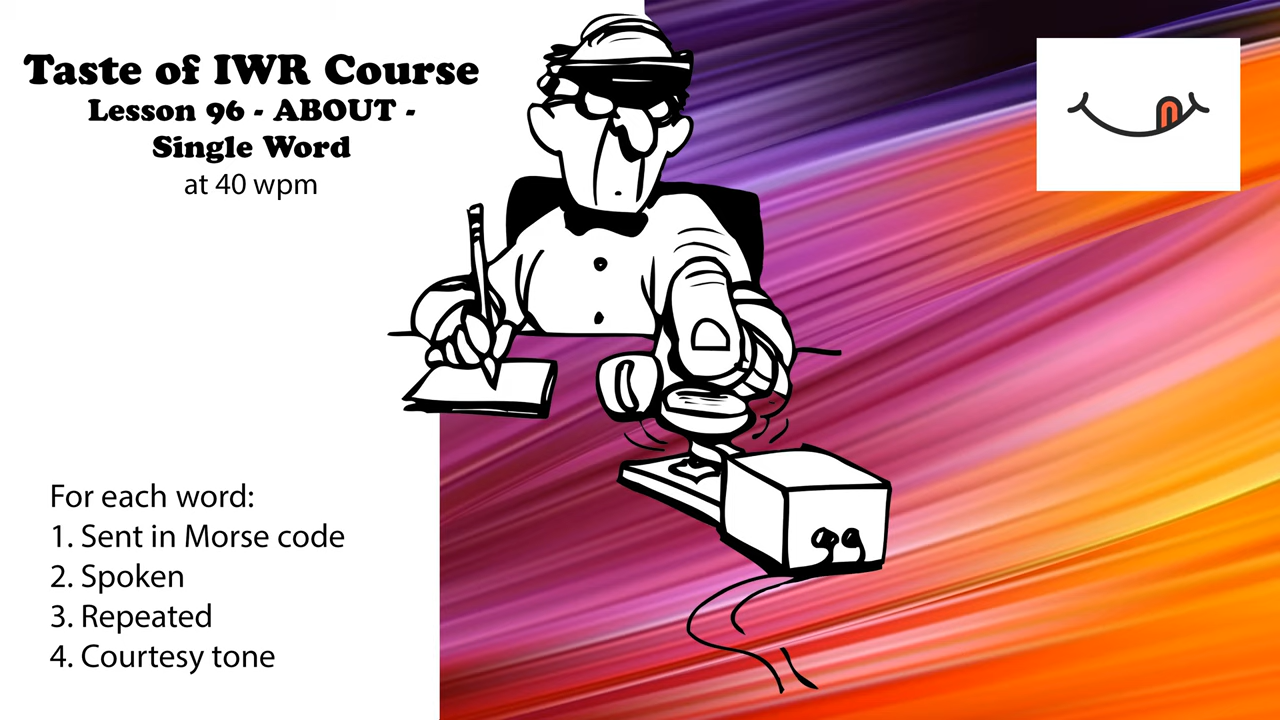 Taste of IWR Course
Lesson 96 - ABOUT -
Single Word
at 40 wpm
For each word:
1. Sent in Morse code
2. Spoken
3. Repeated
4. Courtesy tone